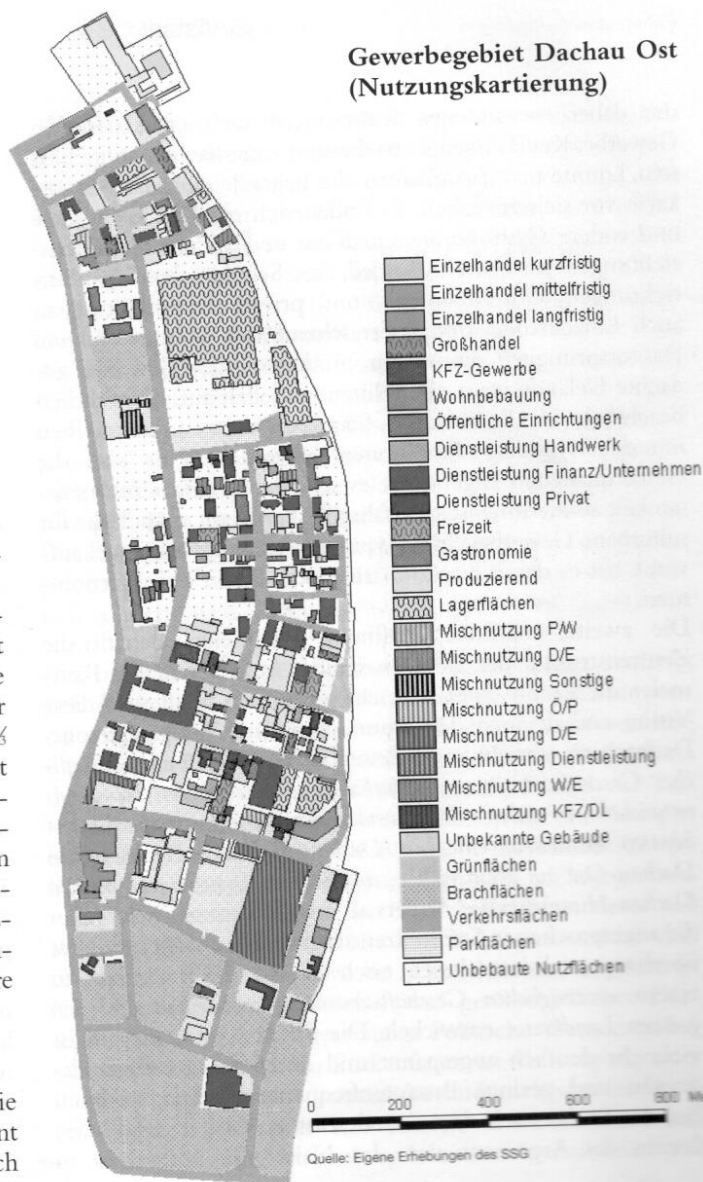 Gewerbegebiet Dachau Ost
(Nutzungskartierung)
Einzelhandel kurzfristig
Einzelhandel mittelfristig
Einzelhandel langfristig
Großhandel
KFZ-Gewerbe
Wohnbebauung
Öffentliche Einrichtungen
Dienstleistung Handwerk
Dienstleistung Finanz/Unternehmen
Dienstleistung Privat
Freizeit
Gastronomie
Produzierend
Lagerflächen
Mischnutzung P/W
Mischnutzung D/E
Mischnutzung Sonstige
Mischnutzung Ö/P
Mischnutzung D/E
Mischnutzung Dienstleistung
Mischnutzung W/E
Mischnutzung KFZ/DL
Unbekannte Gebäude
Grünflächen
Brachflächen
Verkehrsflächen
Parkflächen
Unbebaute Nutzflächen
0 200 400 600 800
Quelle: Eigene Erhebungen des SSG